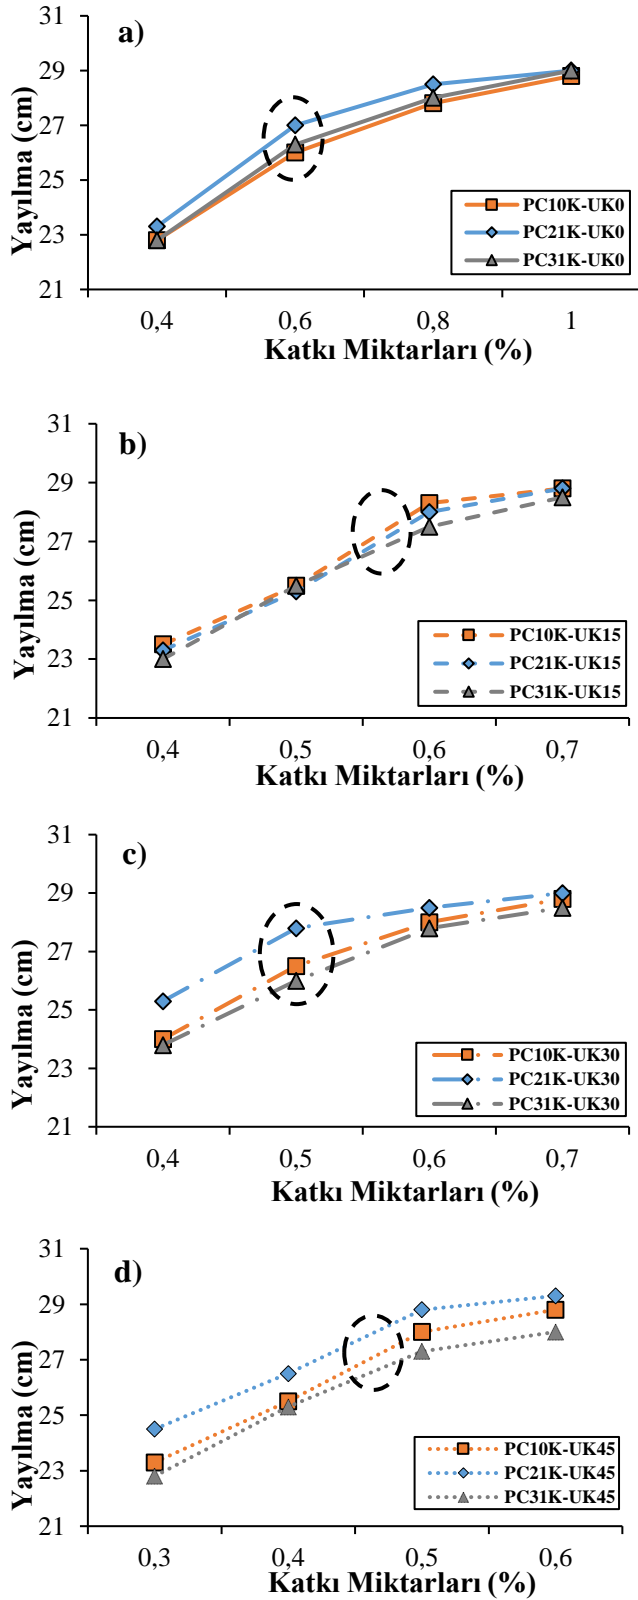 a)
31
29
27
25
23
21
Yayılma (cm)
PC10K-UK0
PC21K-UK0
PC31K-UK0
0,4 0,6 0,8 1
Katkı Miktarları (%)
b)
31
29
27
25
23
21
Yayılma (cm)
PC10K-UK15
PC21K-UK15
PC31K-UK15
0,4 0,5 0,6 0,7
Katkı Miktarları (%)
c)
31
29
27
25
23
21
Yayılma (cm)
PC10K-UK30
PC21K-UK30
PC31K-UK30
0,4 0,5 0,6 0,7
Katkı Miktarları (%)
d)
31
29
27
25
23
21
Yayılma (cm)
PC10K-UK45
PC21K-UK45
PC31K-UK45
0,3 0,4 0,5 0,6
Katkı Miktarları (%)